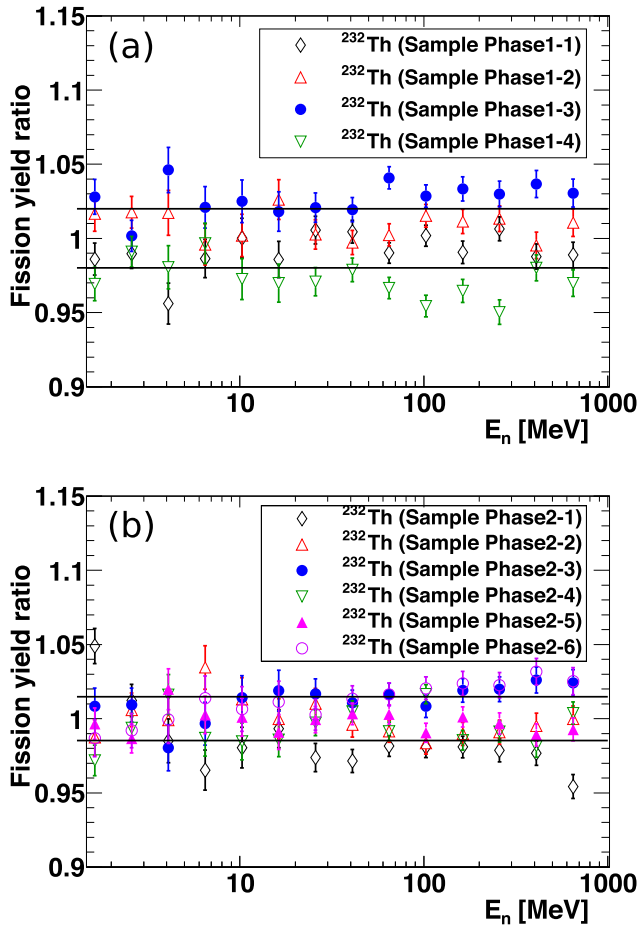 (a)
²³²Th (Sample Phase1-1)
²³²Th (Sample Phase1-2)
²³²Th (Sample Phase1-3)
²³²Th (Sample Phase1-4)
Fission yield ratio
1.15
1.1
1.05
1
0.95
0.9
10 100 1000
Eₙ [MeV]
(b)
²³²Th (Sample Phase2-1)
²³²Th (Sample Phase2-2)
²³²Th (Sample Phase2-3)
²³²Th (Sample Phase2-4)
²³²Th (Sample Phase2-5)
²³²Th (Sample Phase2-6)
Fission yield ratio
1.15
1.1
1.05
1
0.95
0.9
10 100 1000
Eₙ [MeV]